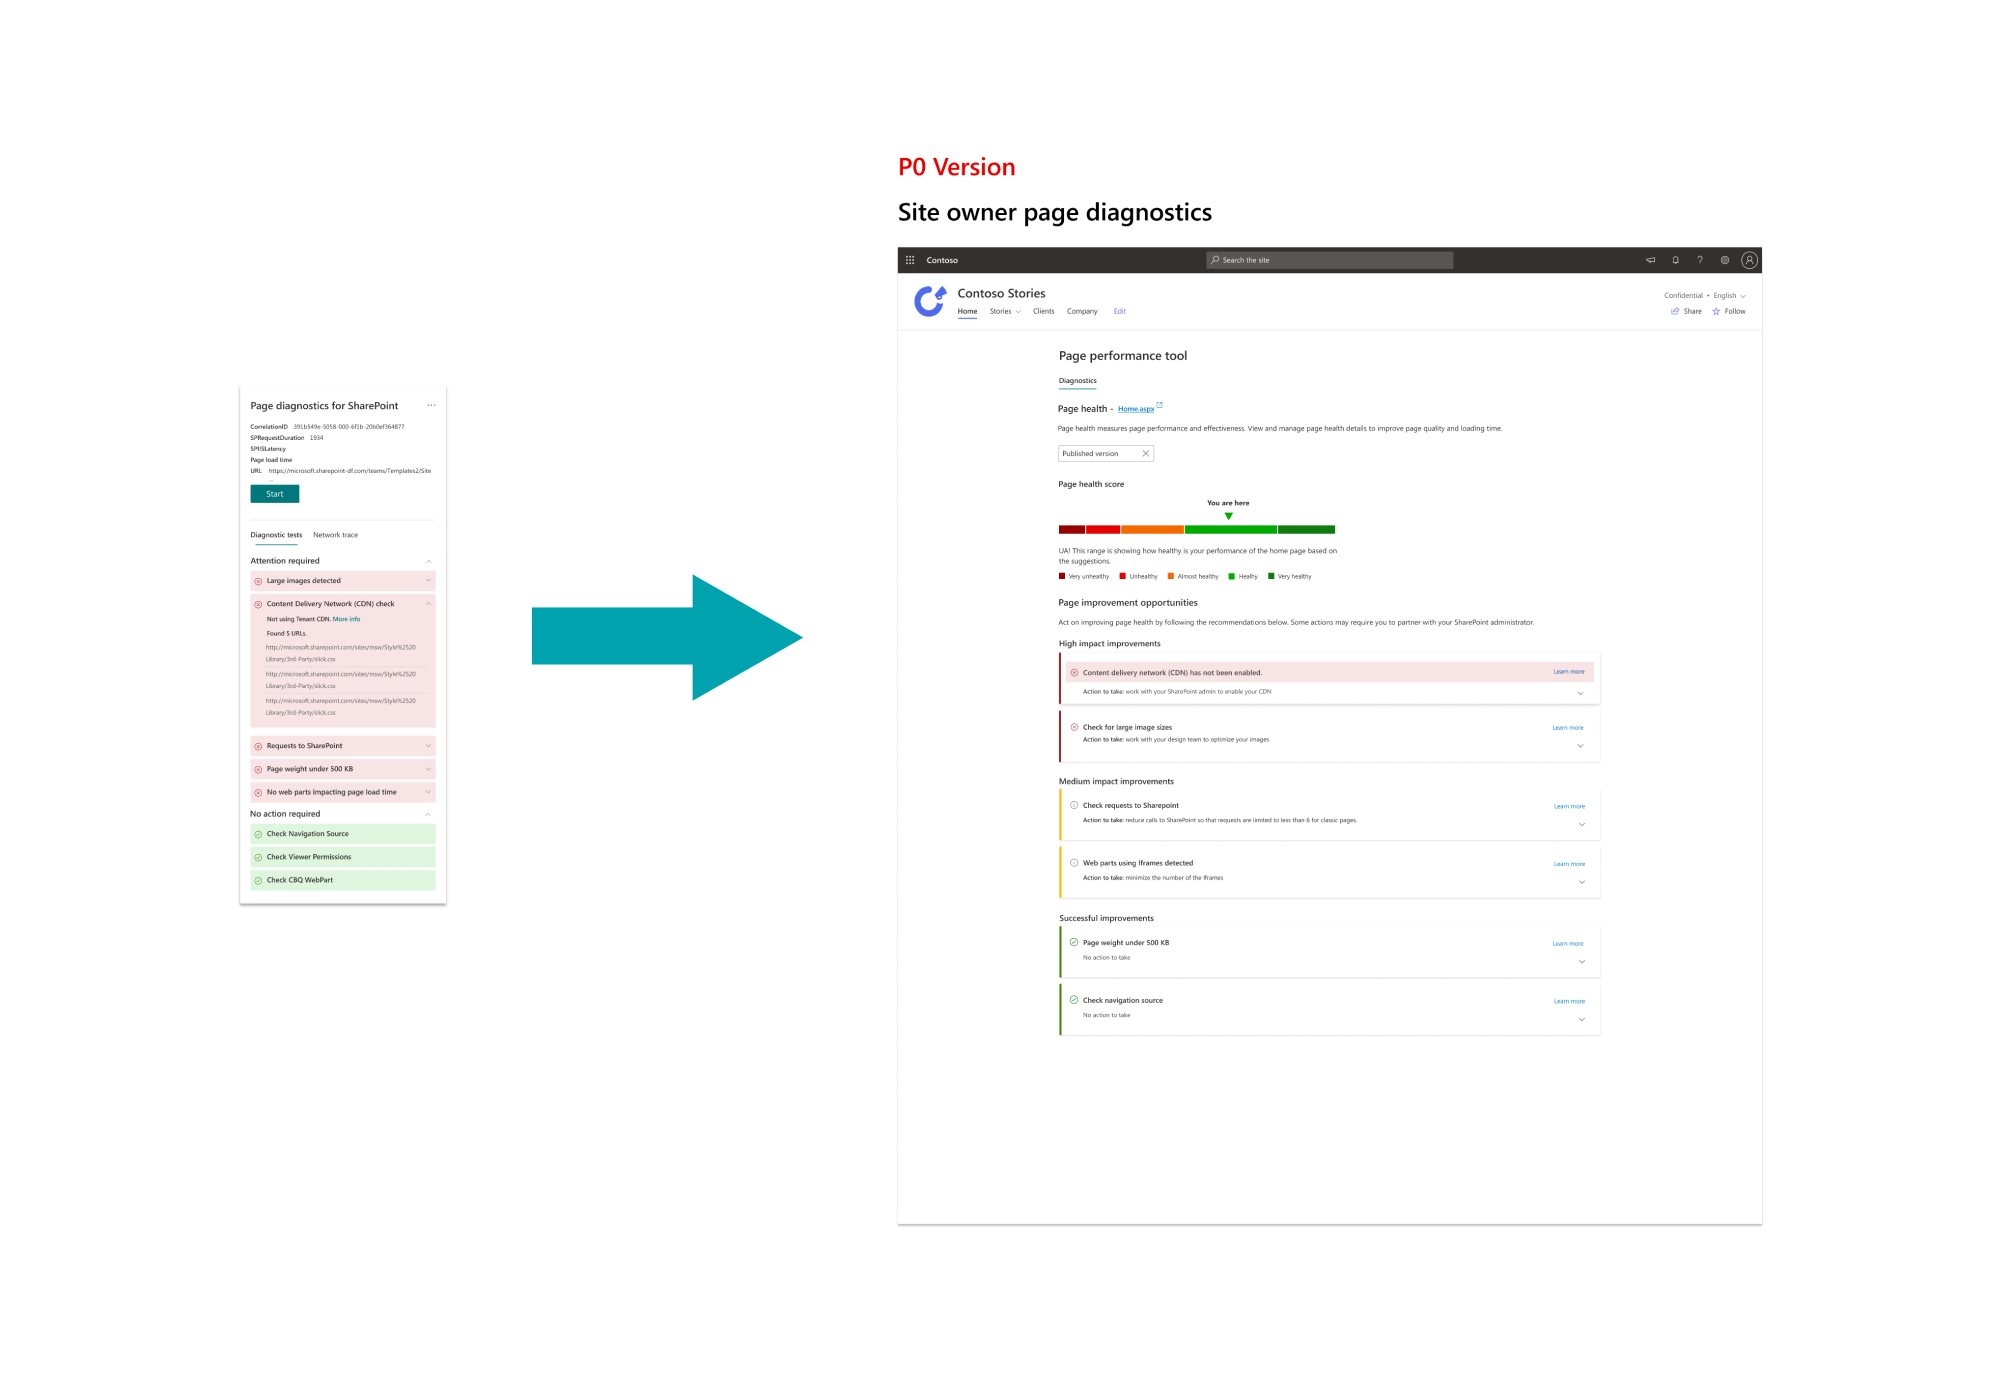 P0 Version
Site owner page diagnostics
Page diagnostics for SharePoint ...
CorrelationID 391b549e-5058-000-6f1b-20b0ef364877
SPRequestDuration 1934
SPIISLatency
Page load time
URL https://microsoft.sharepoint-df.com/teams/Templates2/Site
...
Start
Diagnostic tests Network trace
Attention required
Large images detected
Content Delivery Network (CDN) check
Not using Tenant CDN. More info
Found 5 URLs.
http://microsoft.sharepoint.com/sites/msw/Style%2520
Library/3rd-Party/slick.css
http://microsoft.sharepoint.com/sites/msw/Style%2520
Library/3rd-Party/slick.css
http://microsoft.sharepoint.com/sites/msw/Style%2520
Library/3rd-Party/slick.css
Requests to SharePoint
Page weight under 500 KB
No web parts impacting page load time
No action required
Check Navigation Source
Check Viewer Permissions
Check CBQ WebPart
Contoso
Search the site
Contoso Stories
Home Stories Clients Company Edit
Confidential • English
Share Follow
Page performance tool
Diagnostics
Page health - Home.aspx
Page health measures page performance and effectiveness. View and manage page health details to improve page quality and loading time.
Published version
Page health score
You are here
UA! This range is showing how healthy is your performance of the home page based on
the suggestions.
Very unhealthy Unhealthy Almost healthy Healhy Very healthy
Page improvement opportunities
Act on improving page health by following the recommendations below. Some actions may require you to partner with your SharePoint administrator.
High impact improvements
Content delivery network (CDN) has not been enabled. Learn more
Action to take: work with your SharePoint admin to enable your CDN
Check for large image sizes Learn more
Action to take: work with your design team to optimize your images
Medium impact improvements
Check requests to Sharepoint Learn more
Action to take: reduce calls to SharePoint so that requests are limited to less than 6 for classic pages.
Web parts using Iframes detected Learn more
Action to take: minimize the number of the Iframes
Successful improvements
Page weight under 500 KB Learn more
No action to take
Check navigation source Learn more
No action to take